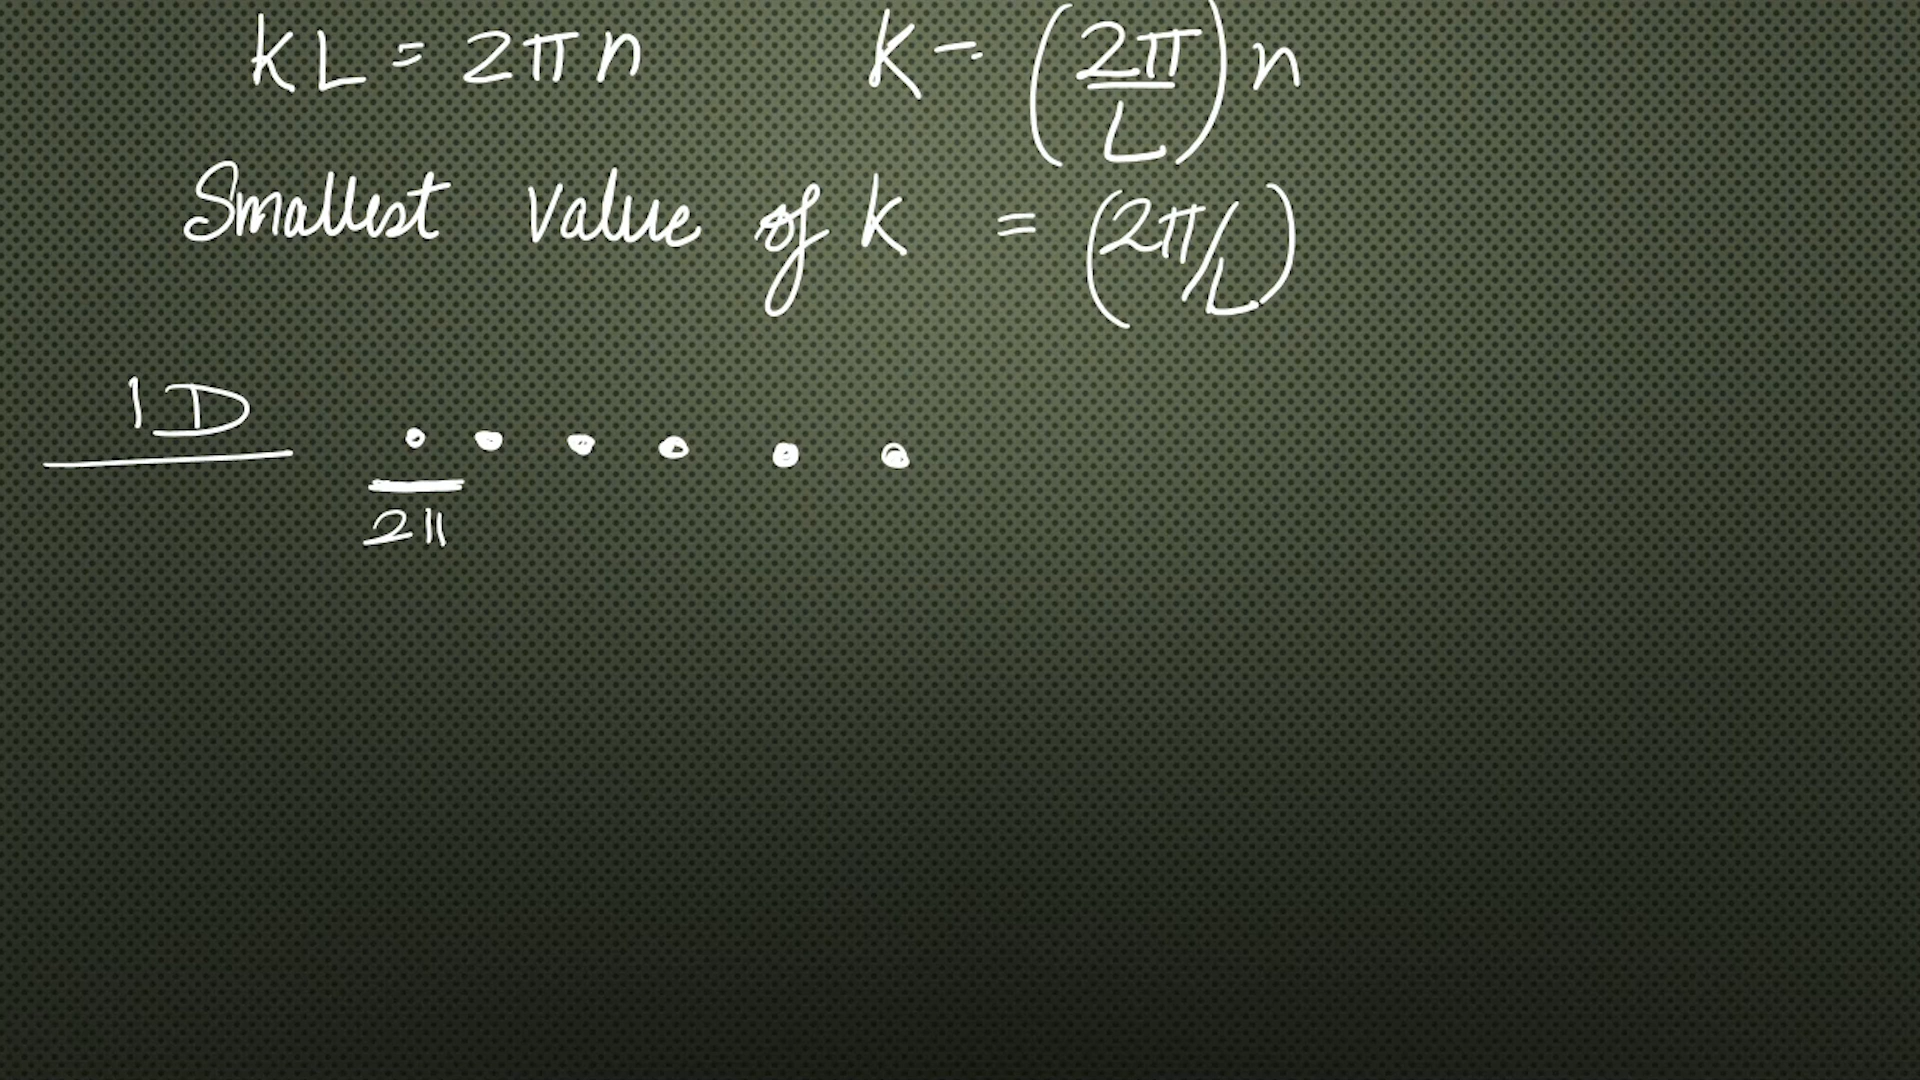 kL = 2πn K = (2π/L) n
Smallest value of k = (2π/L)
1D
2π